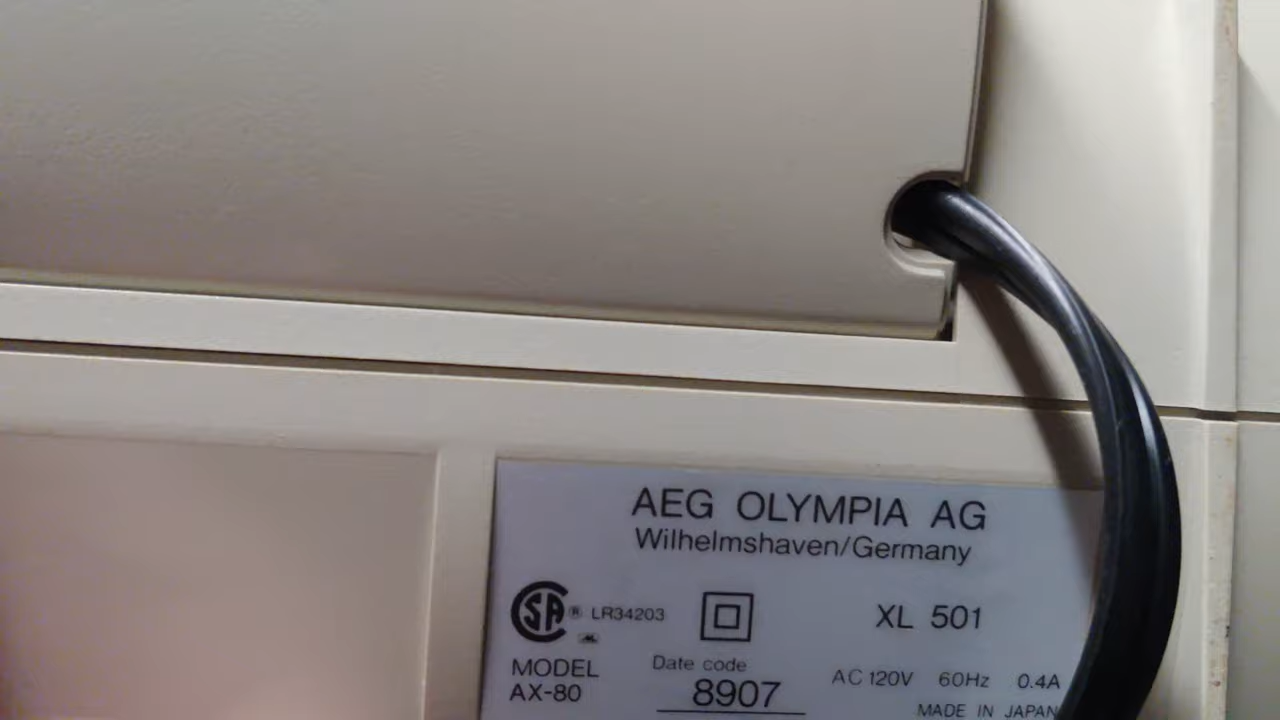 AEG OLYMPIA AG
Wilhelmshaven/Germany
SA ® LR34203
XL 501
MODEL
AX-80
Date code
8907
AC 120V 60Hz 0.4A
MADE IN JAPAN